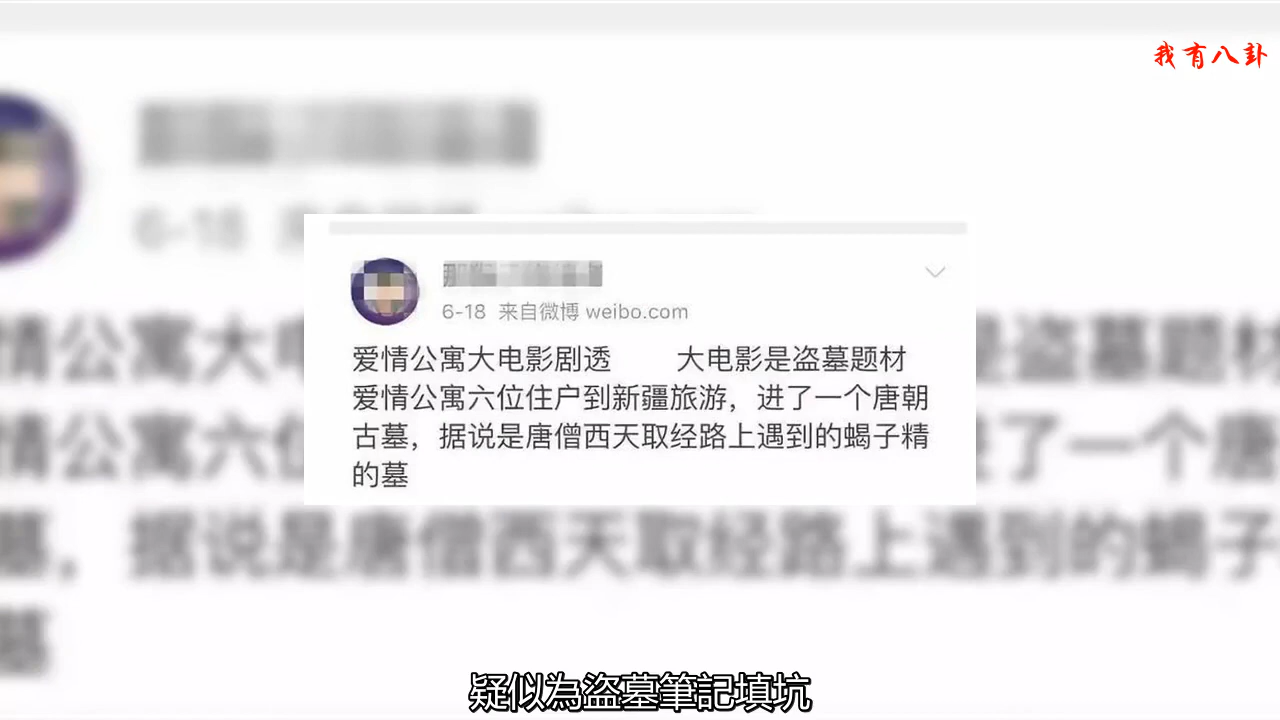 我有八卦
6-18 来自微博 weibo.com
爱情公寓大电影剧透 大电影是盗墓题材
爱情公寓六位住户到新疆旅游，进了一个唐朝
古墓，据说是唐僧西天取经路上遇到的蝎子精
的墓
疑似為盜墓筆記填坑